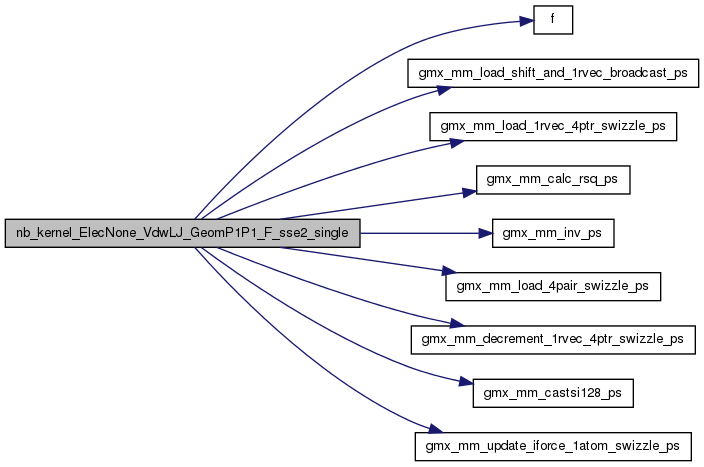 f
gmx_mm_load_shift_and_1rvec_broadcast_ps
gmx_mm_load_1rvec_4ptr_swizzle_ps
gmx_mm_calc_rsq_ps
nb_kernel_ElecNone_VdwLJ_GeomP1P1_F_sse2_single
gmx_mm_inv_ps
gmx_mm_load_4pair_swizzle_ps
gmx_mm_decrement_1rvec_4ptr_swizzle_ps
gmx_mm_castsi128_ps
gmx_mm_update_iforce_1atom_swizzle_ps